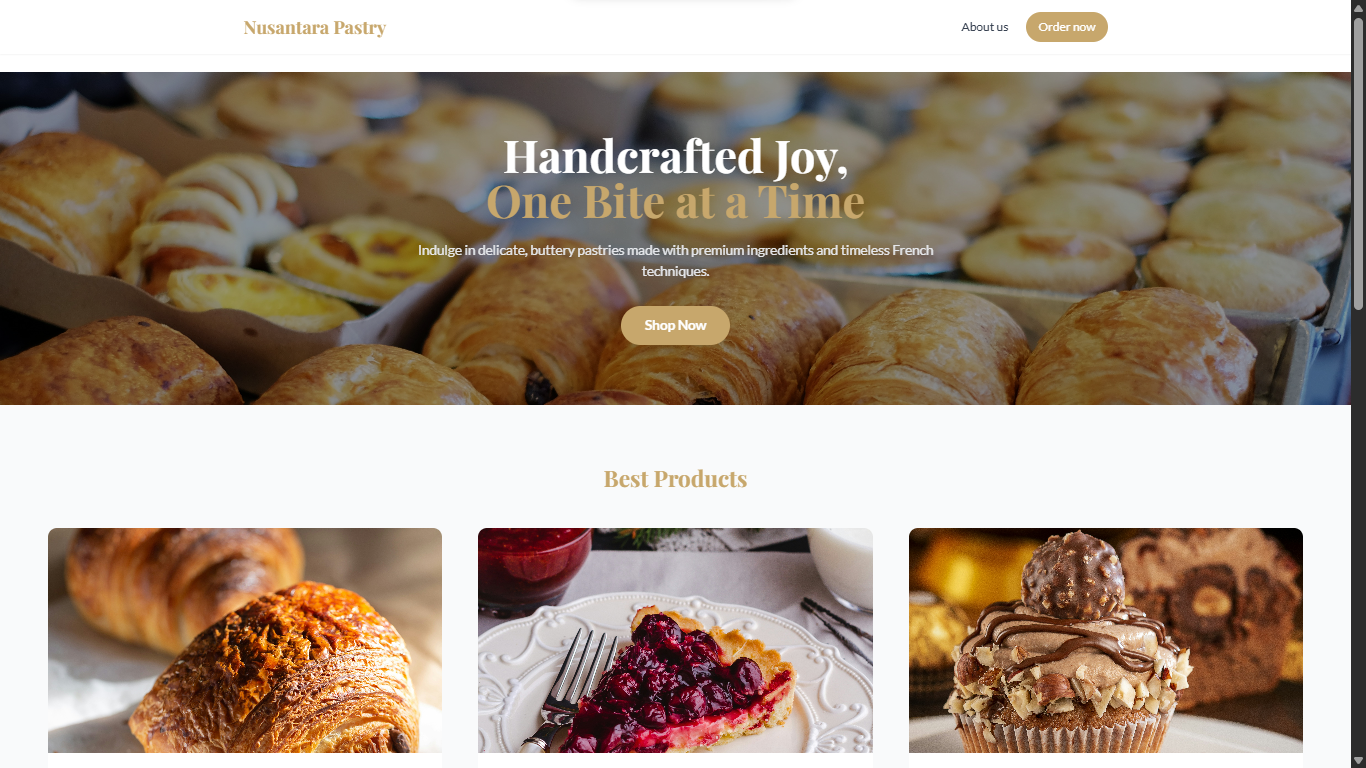 Nusantara Pastry
About us
Order now
Handcrafted Joy,
One Bite at a Time
Indulge in delicate, buttery pastries made with premium ingredients and timeless French
techniques.
Shop Now
Best Products